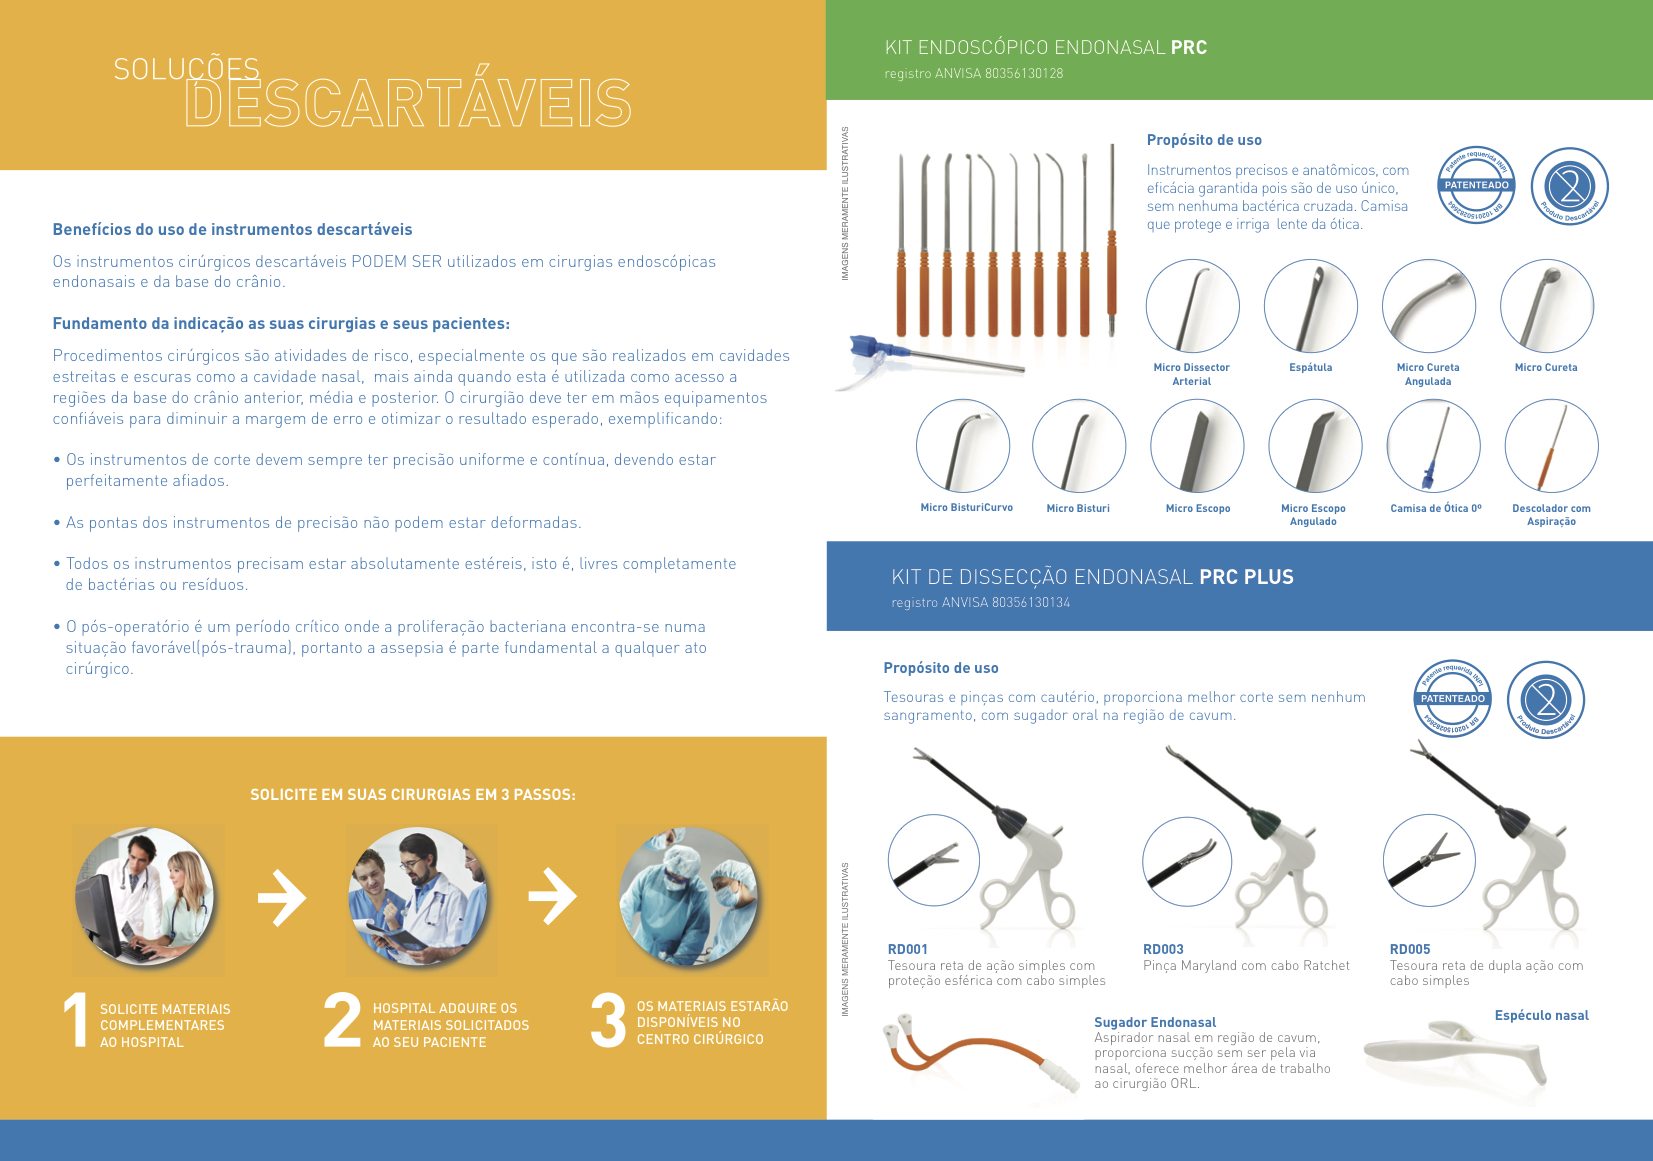 SOLUÇÕES
DESCARTÁVEIS
Benefícios do uso de instrumentos descartáveis
Os instrumentos cirúrgicos descartáveis PODEM SER utilizados em cirurgias endoscópicas
endonasais e da base do crânio.
Fundamento da indicação as suas cirurgias e seus pacientes:
Procedimentos cirúrgicos são atividades de risco, especialmente os que são realizados em cavidades
estreitas e escuras como a cavidade nasal, mais ainda quando esta é utilizada como acesso a
regiões da base do crânio anterior, média e posterior. O cirurgião deve ter em mãos equipamentos
confiáveis para diminuir a margem de erro e otimizar o resultado esperado, exemplificando:
• Os instrumentos de corte devem sempre ter precisão uniforme e contínua, devendo estar
perfeitamente afiados.
• As pontas dos instrumentos de precisão não podem estar deformadas.
• Todos os instrumentos precisam estar absolutamente estéreis, isto é, livres completamente
de bactérias ou resíduos.
• O pós-operatório é um período crítico onde a proliferação bacteriana encontra-se numa
situação favorável(pós-trauma), portanto a assepsia é parte fundamental a qualquer ato
cirúrgico.
SOLICITE EM SUAS CIRURGIAS EM 3 PASSOS:
1 SOLICITE MATERIAIS
COMPLEMENTARES
AO HOSPITAL
2 HOSPITAL ADQUIRE OS
MATERIAIS SOLICITADOS
AO SEU PACIENTE
3 OS MATERIAIS ESTARÃO
DISPONÍVEIS NO
CENTRO CIRÚRGICO
KIT ENDOSCÓPICO ENDONASAL PRC
registro ANVISA 80356130128
IMAGENS MERAMENTE ILUSTRATIVAS
Propósito de uso
Instrumentos precisos e anatômicos, com
eficácia garantida pois são de uso único,
sem nenhuma bactérica cruzada. Camisa
que protege e irriga lente da ótica.
Patente requerida INPI
PATENTEADO
BR 1020150282664
2
Produto Descartável
Micro Dissector
Arterial
Espátula
Micro Cureta
Angulada
Micro Cureta
Micro BisturiCurvo
Micro Bisturi
Micro Escopo
Micro Escopo
Angulado
Camisa de Ótica 0º
Descolador com
Aspiração
KIT DE DISSECÇÃO ENDONASAL PRC PLUS
registro ANVISA 80356130134
Propósito de uso
Tesouras e pinças com cautério, proporciona melhor corte sem nenhum
sangramento, com sugador oral na região de cavum.
Patente requerida INPI
PATENTEADO
BR 1020150282664
2
Produto Descartável
IMAGENS MERAMENTE ILUSTRATIVAS
RD001
Tesoura reta de ação simples com
proteção esférica com cabo simples
RD003
Pinça Maryland com cabo Ratchet
RD005
Tesoura reta de dupla ação com
cabo simples
Sugador Endonasal
Aspirador nasal em região de cavum,
proporciona sucção sem ser pela via
nasal, oferece melhor área de trabalho
ao cirurgião ORL.
Espéculo nasal